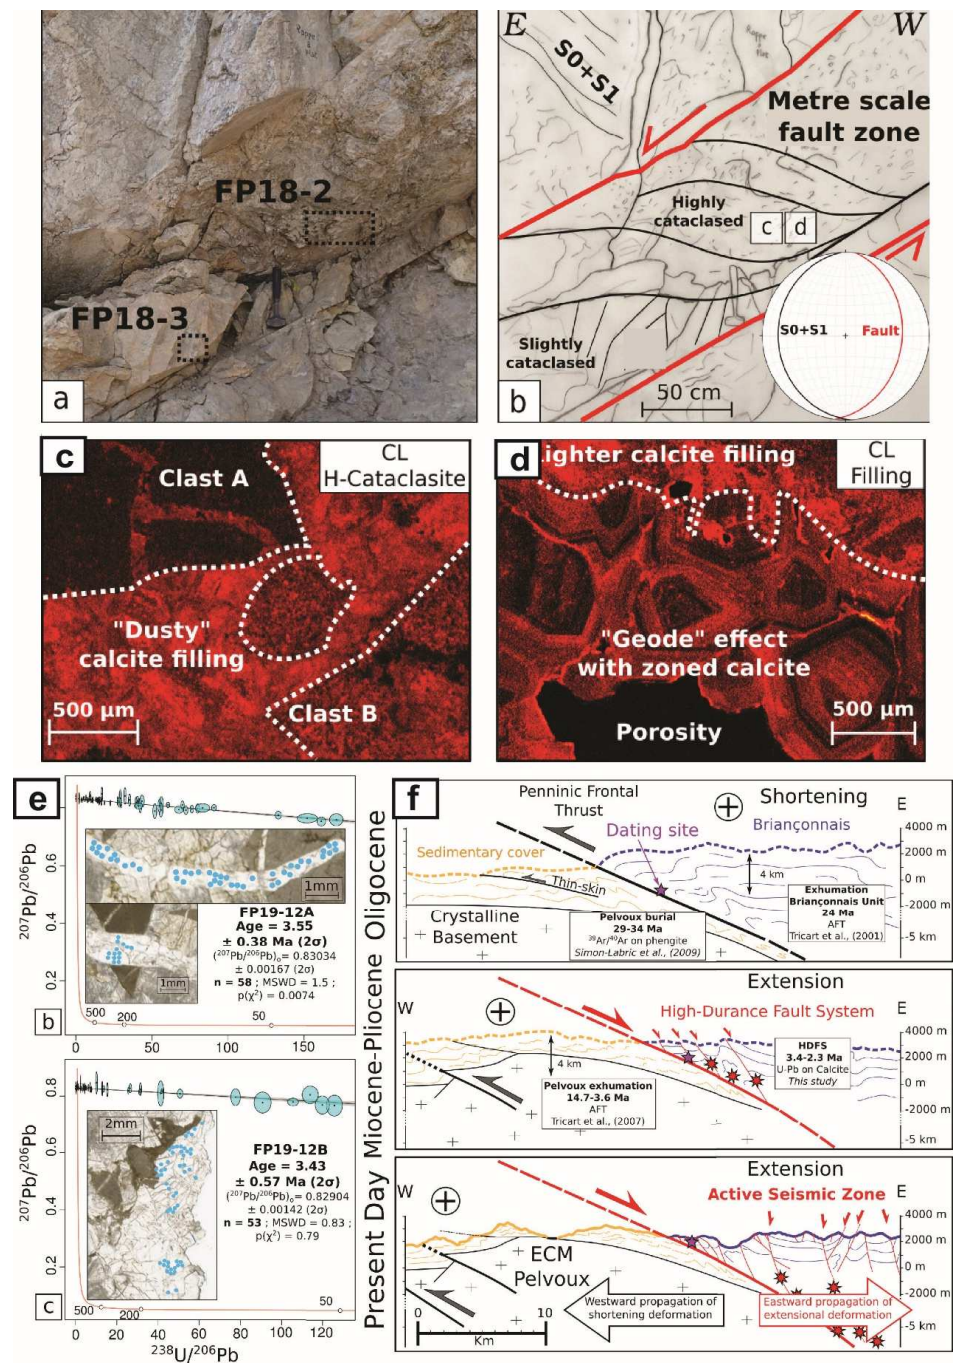 FP18-2
FP18-3
a
E
W
S0+S1
Metre scale
fault zone
Highly
cataclased
c
d
S0+S1
Fault
Slightly
cataclased
50 cm
b
c
CL
H-Cataclasite
Clast A
"Dusty"
calcite filling
Clast B
500 µm
d
ighter calcite filling
CL
Filling
"Geode" effect
with zoned calcite
Porosity
500 µm
e
²⁰⁷Pb/²⁰⁶Pb
0.6
0.4
0.2
1mm
1mm
FP19-12A
Age = 3.55
± 0.38 Ma (2σ)
(²⁰⁷Pb/²⁰⁶Pb)₀= 0.83034
± 0.00167 (2σ)
n = 58 ; MSWD = 1.5 ;
p(χ²) = 0.0074
500
200
50
b
0
50
100
150
²⁰⁷Pb/²⁰⁶Pb
0.8
0.6
0.4
0.2
2mm
FP19-12B
Age = 3.43
± 0.57 Ma (2σ)
(²⁰⁷Pb/²⁰⁶Pb)₀= 0.82904
± 0.00142 (2σ)
n = 53 ; MSWD = 0.83 ;
p(χ²) = 0.79
500
200
50
c
0
20
40
60
80
100
120
²³⁸U/²⁰⁶Pb
f
Oligocene
Penninic Frontal
Thrust
Shortening
E
Dating site
Briançonnais
Sedimentary cover
Thin-skin
4 km
Crystalline
Basement
Pelvoux burial
29-34 Ma
³⁹Ar/⁴⁰Ar on phengite
Simon-Labric et al., (2009)
Exhumation
Briançonnais Unit
24 Ma
AFT
Tricart et al., (2001)
4000 m
2000 m
0 m
-2000 m
-5 km
Miocene-Pliocene
W
Extension
E
High-Durance Fault System
4 km
Pelvoux exhumation
14.7-3.6 Ma
AFT
Tricart et al., (2007)
HDFS
3.4-2.3 Ma
U-Pb on Calcite
This study
4000 m
2000 m
0 m
-2000 m
-5 km
Present Day
W
Extension
Active Seismic Zone
E
ECM
Pelvoux
4000 m
2000 m
0 m
-2000 m
-5 km
0
10
Km
Westward propagation of
shortening deformation
Eastward propagation of
extensional deformation